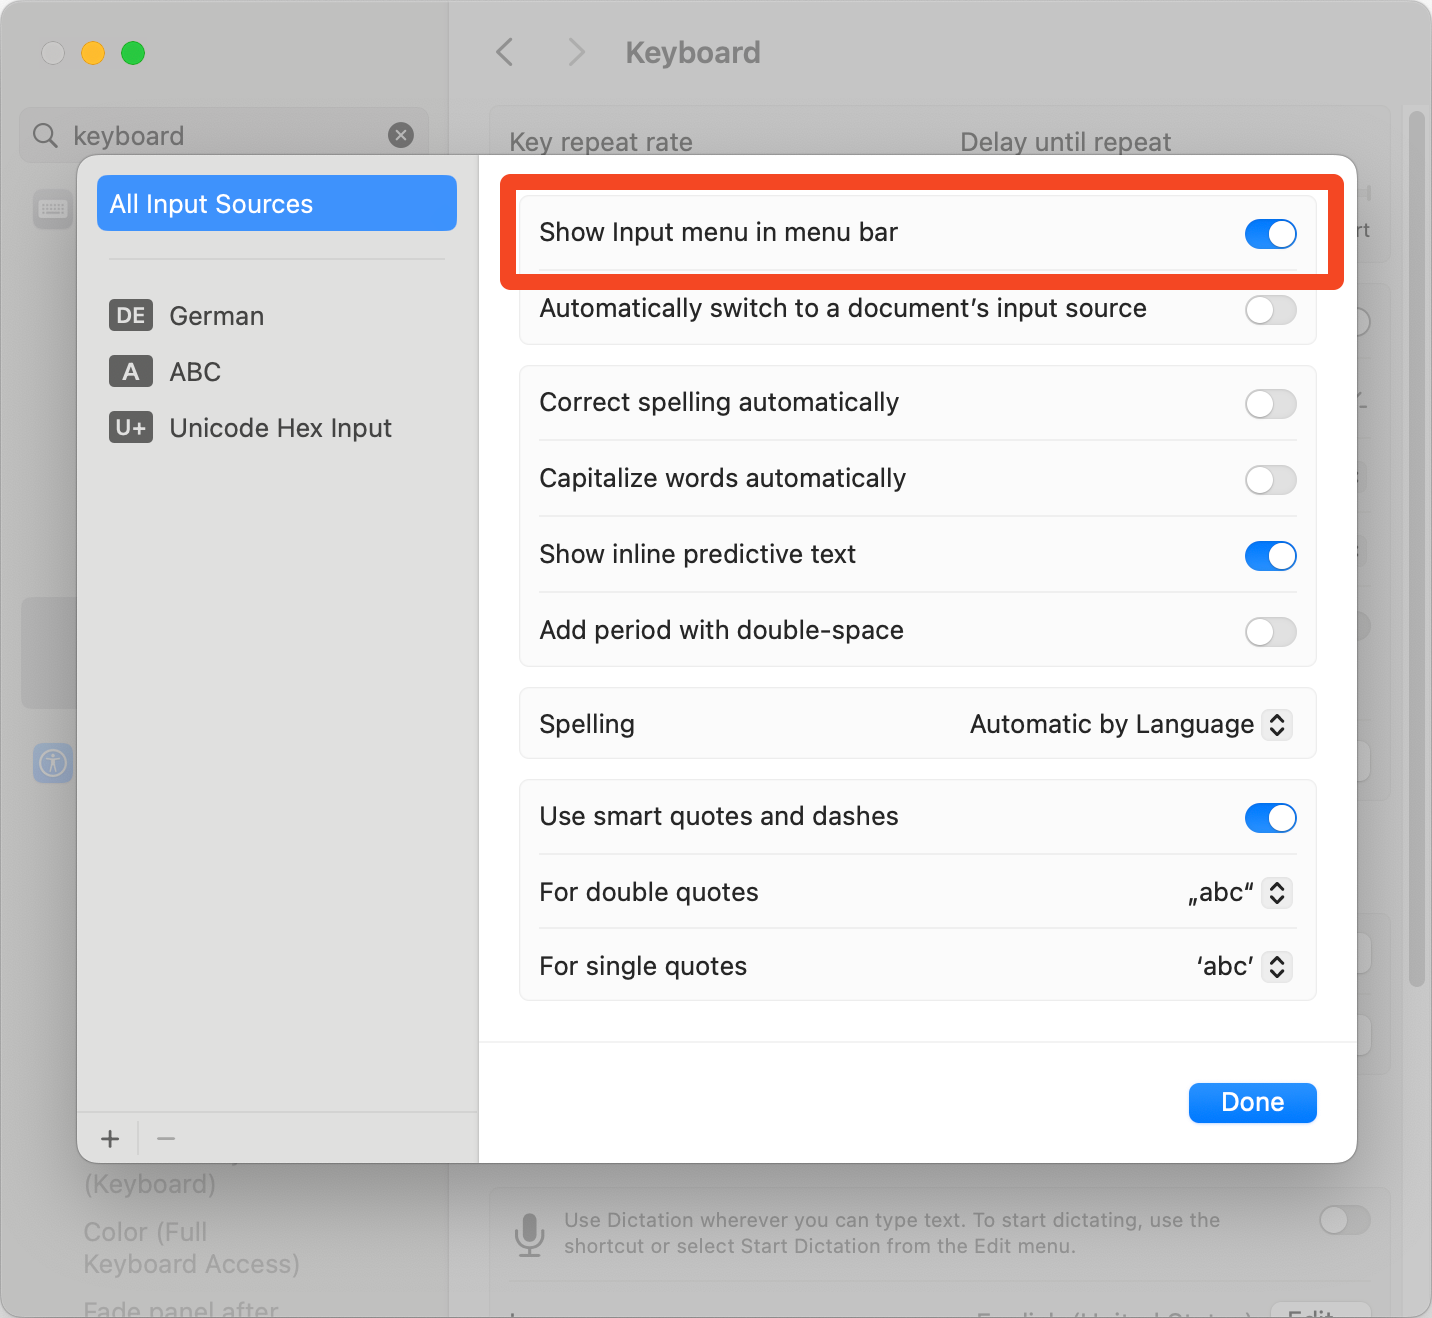 Keyboard
keyboard
Key repeat rate
Delay until repeat
All Input Sources
DE German
A ABC
U+ Unicode Hex Input
Show Input menu in menu bar
Automatically switch to a document’s input source
Correct spelling automatically
Capitalize words automatically
Show inline predictive text
Add period with double-space
Spelling
Automatic by Language
Use smart quotes and dashes
For double quotes
„abc“
For single quotes
‘abc’
Done
+ −
(Keyboard)
Color (Full
Keyboard Access)
Fade panel after
Use Dictation wherever you can type text. To start dictating, use the
shortcut or select Start Dictation from the Edit menu.
English (United States)
Edit